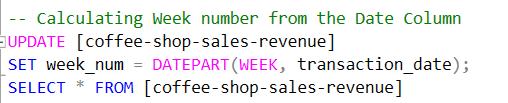 -- Calculating Week number from the Date Column
UPDATE [coffee-shop-sales-revenue]
SET week_num = DATEPART(WEEK, transaction_date);
SELECT * FROM [coffee-shop-sales-revenue]